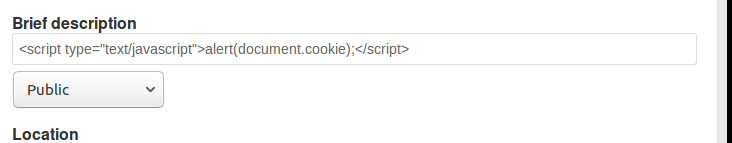 Brief description
<script type="text/javascript">alert(document.cookie);</script>
Public
Location